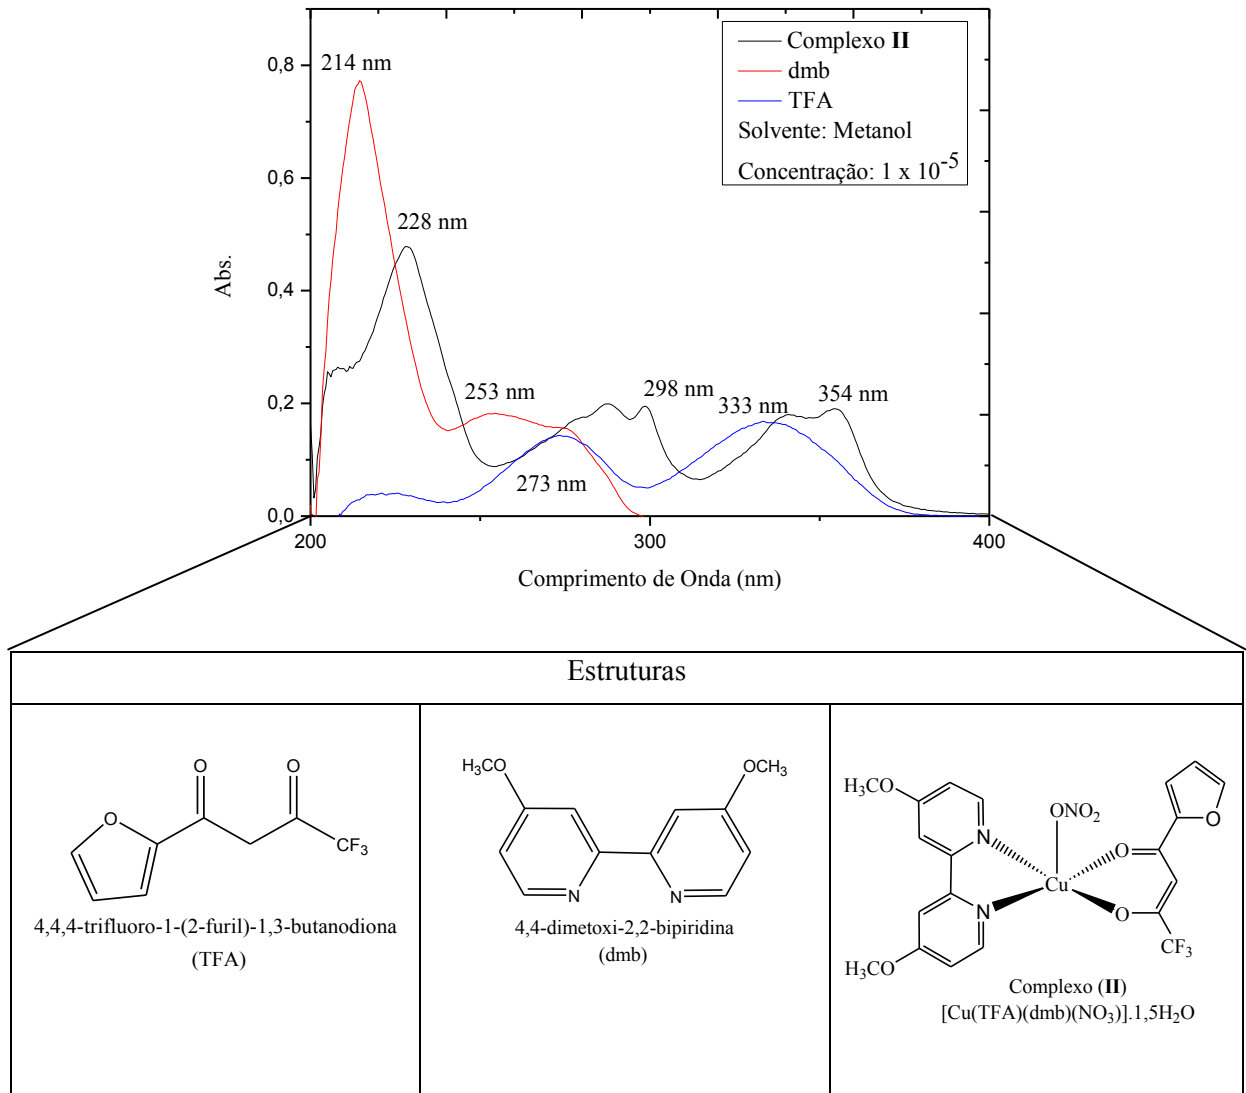 Complexo II
dmb
TFA
Solvente: Metanol
Concentração: 1 x 10⁻⁵
214 nm
228 nm
253 nm
273 nm
298 nm
333 nm
354 nm
Abs.
0,8
0,6
0,4
0,2
0,0
200
300
400
Comprimento de Onda (nm)
Estruturas
O
O
O
CF₃
4,4,4-trifluoro-1-(2-furil)-1,3-butanodiona
(TFA)
H₃CO
OCH₃
N
N
4,4-dimetoxi-2,2-bipiridina
(dmb)
H₃CO
ONO₂
O
N
O
Cu
N
O
CF₃
H₃CO
Complexo (II)
[Cu(TFA)(dmb)(NO₃)].1,5H₂O